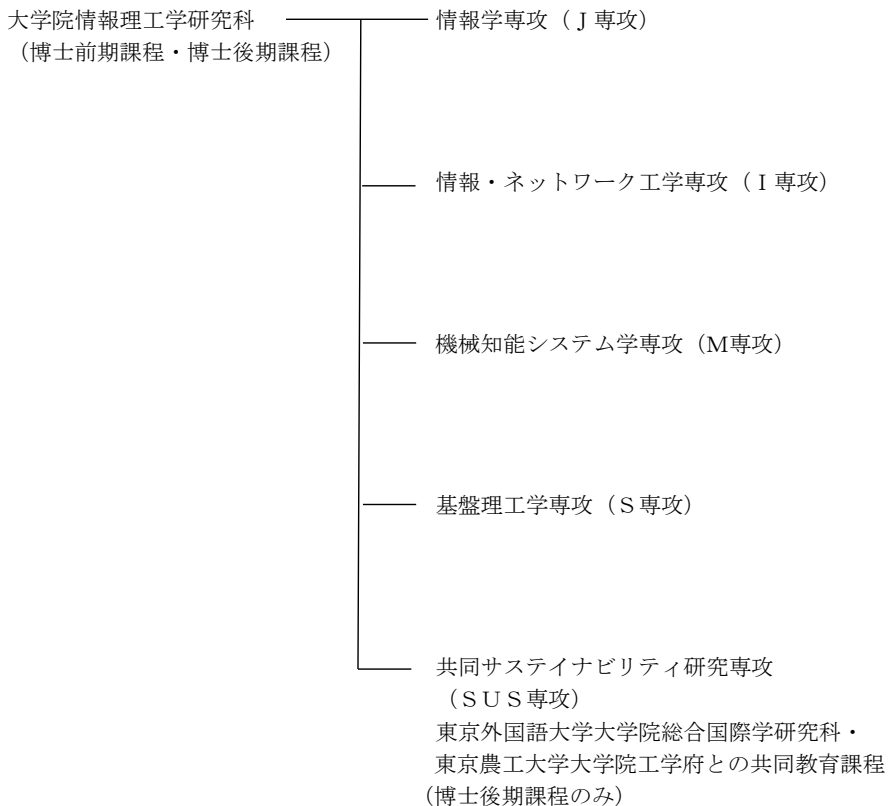 大学院情報理工学研究科
（博士前期課程・博士後期課程）
情報学専攻（Ｊ専攻）
情報・ネットワーク工学専攻（Ｉ専攻）
機械知能システム学専攻（M専攻）
基盤理工学専攻（Ｓ専攻）
共同サステイナビリティ研究専攻
（ＳＵＳ専攻）
東京外国語大学大学院総合国際学研究科・
東京農工大学大学院工学府との共同教育課程
（博士後期課程のみ）